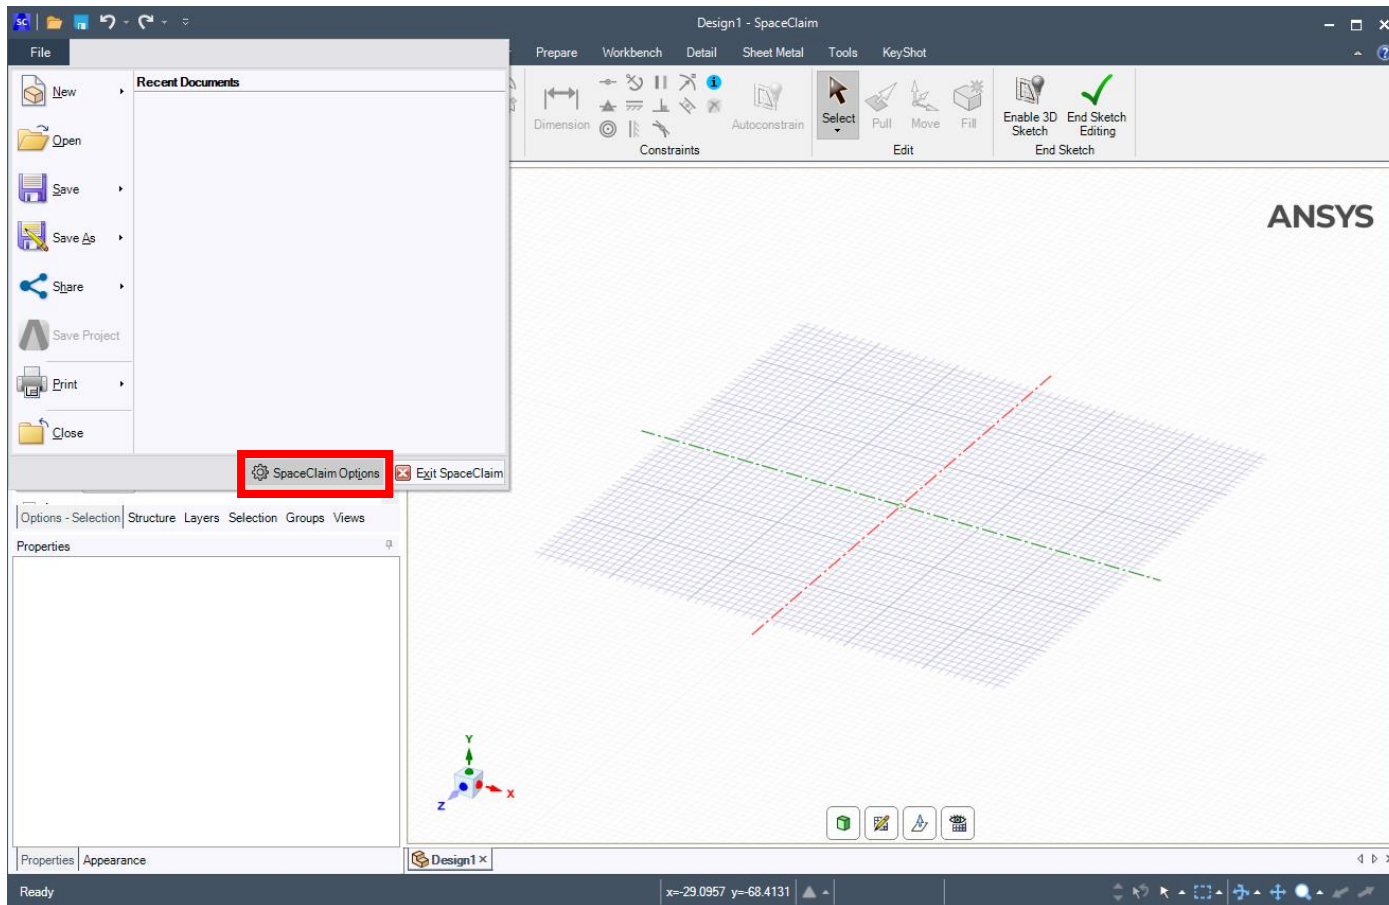 SC
Design1 - SpaceClaim
File
Prepare Workbench Detail Sheet Metal Tools KeyShot
New
Recent Documents
Open
Save
Save As
Share
Save Project
Print
Close
SpaceClaim Options
Exit SpaceClaim
Dimension
Autoconstrain
Constraints
Select
Pull
Move
Fill
Edit
Enable 3D
Sketch
End Sketch
Editing
End Sketch
ANSYS
Options - Selection Structure Layers Selection Groups Views
Properties
Y
X
Z
Properties Appearance
Design1
Ready
x=-29.0957 y=-68.4131